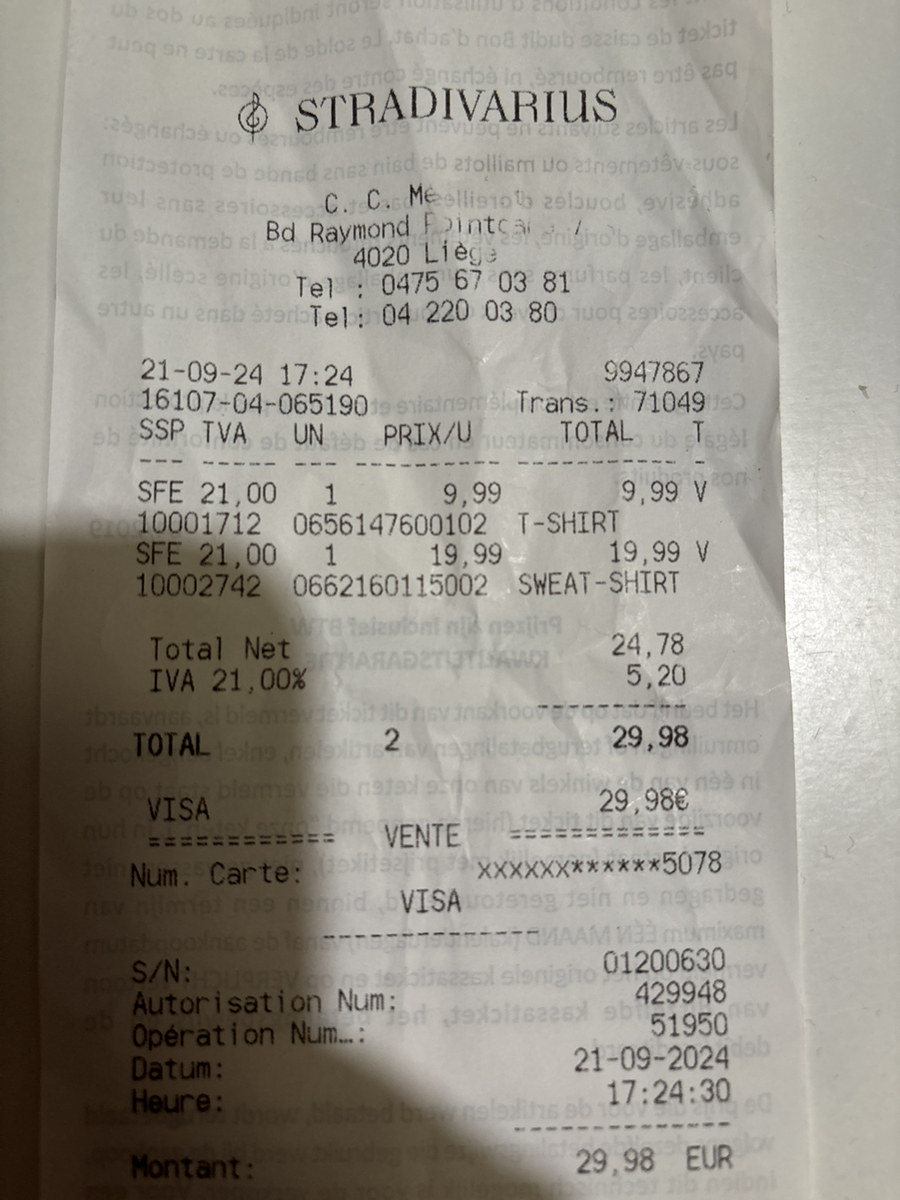 STRADIVARIUS
C. C. Mé
Bd Raymond
4020 Liège
Tel : 0475 67 03 81
Tel: 04 220 03 80
21-09-24 17:24 9947867
16107-04-065190 Trans.: 71049
SSP TVA UN PRIX/U TOTAL T
--- ----- --- ---------- ----------- -
SFE 21,00 1 9,99 9,99 V
10001712 0656147600102 T-SHIRT
SFE 21,00 1 19,99 19,99 V
10002742 0662160115002 SWEAT-SHIRT
Total Net 24,78
IVA 21,00% 5,20
----------
TOTAL 2 29,98
VISA 29,98€
============ VENTE ============
Num. Carte: XXXXXX******5078
VISA
--------------
S/N: 01200630
Autorisation Num: 429948
Opération Num…: 51950
Datum: 21-09-2024
Heure: 17:24:30
--------------
Montant: 29,98 EUR